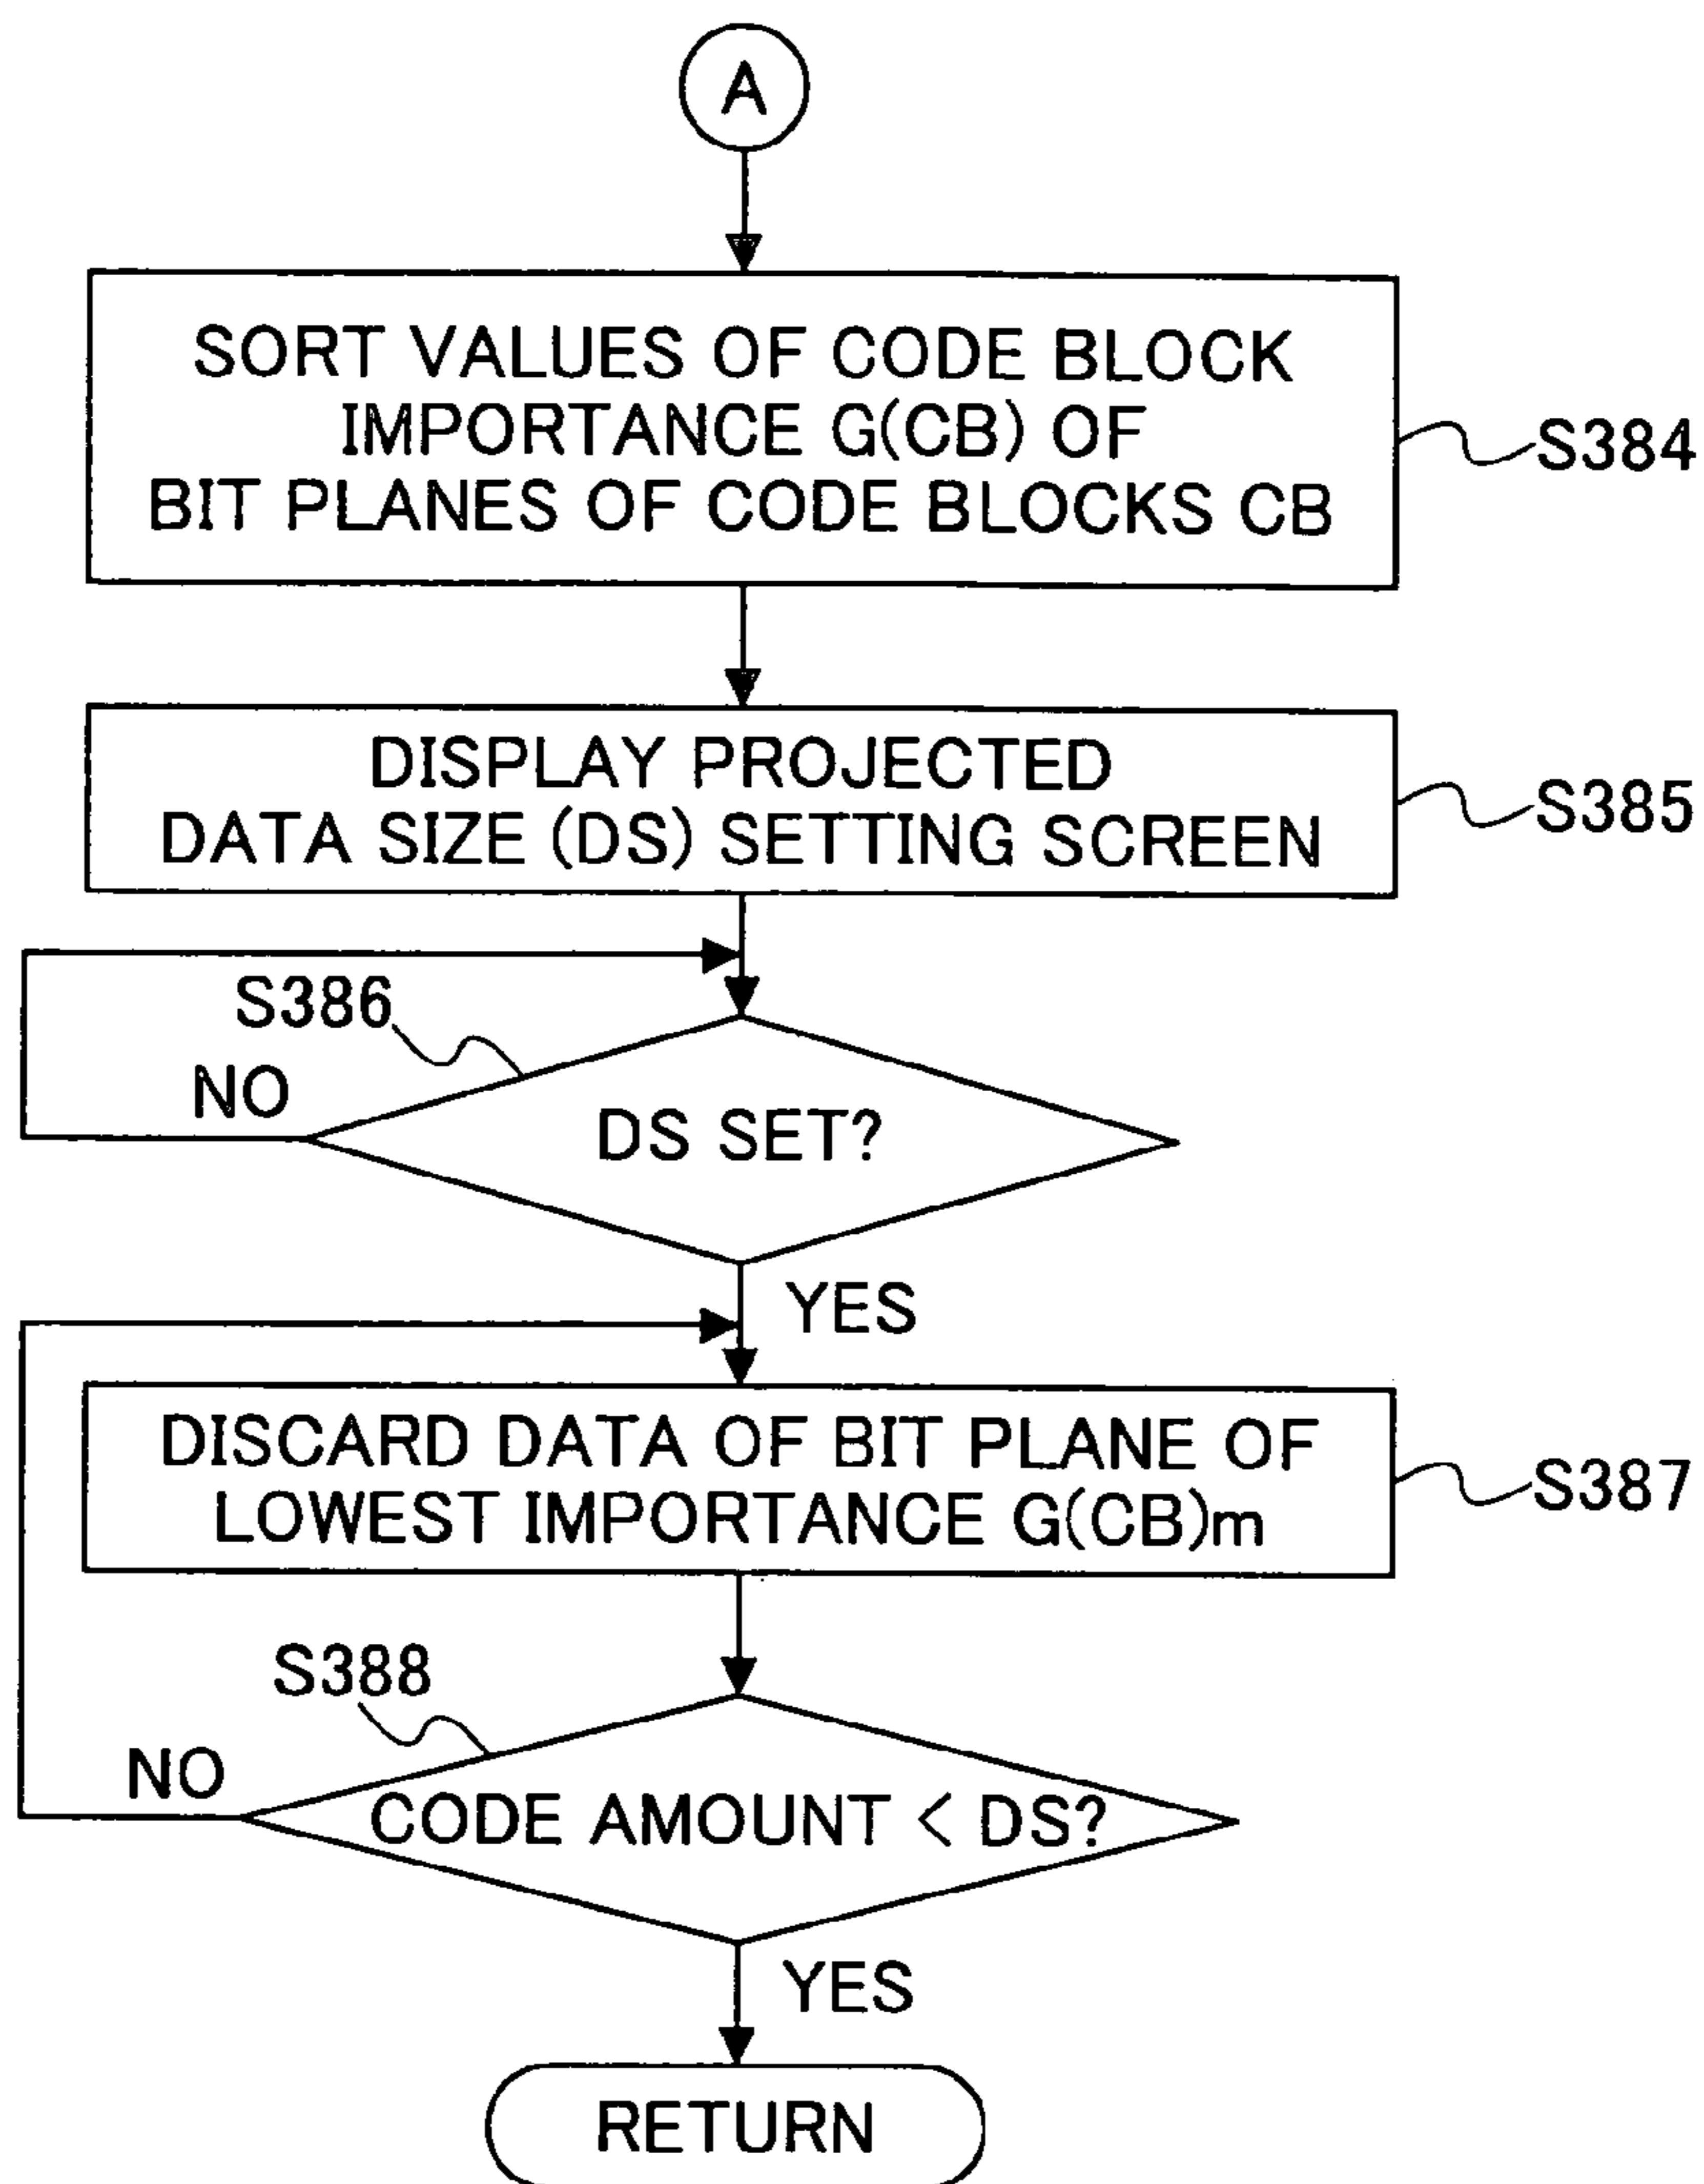 A
SORT VALUES OF CODE BLOCK
IMPORTANCE G(CB) OF
BIT PLANES OF CODE BLOCKS CB
S384
DISPLAY PROJECTED
DATA SIZE (DS) SETTING SCREEN
S385
S386
NO
DS SET?
YES
DISCARD DATA OF BIT PLANE OF
LOWEST IMPORTANCE G(CB)m
S387
S388
NO
CODE AMOUNT < DS?
YES
RETURN